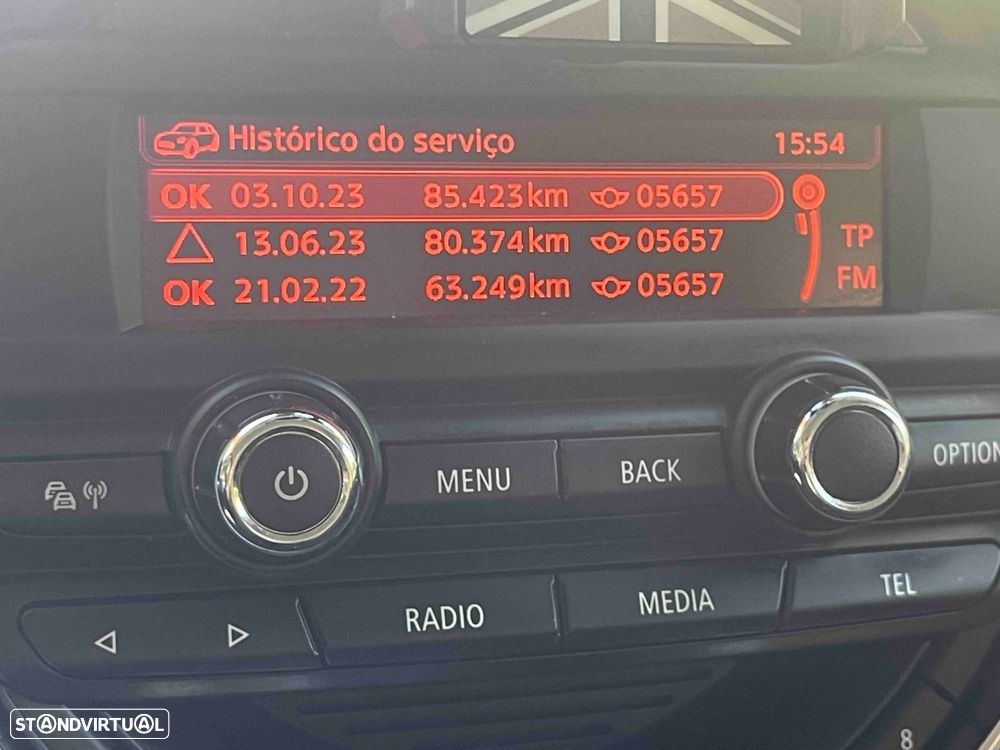 Histórico do serviço 15:54
OK 03.10.23 85.423km 05657
13.06.23 80.374km 05657 TP
OK 21.02.22 63.249km 05657 FM
MENU BACK OPTION
RADIO MEDIA TEL
8
STANDVIRTUAL